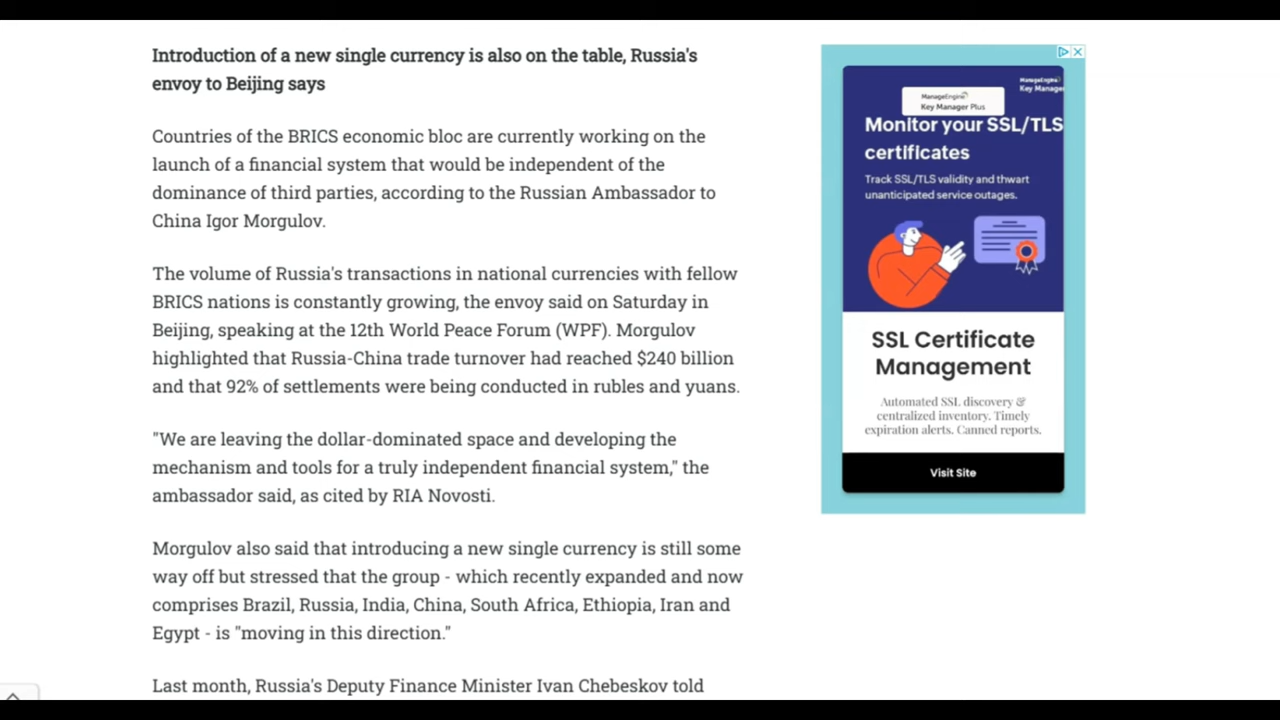 Introduction of a new single currency is also on the table, Russia's
envoy to Beijing says
Countries of the BRICS economic bloc are currently working on the
launch of a financial system that would be independent of the
dominance of third parties, according to the Russian Ambassador to
China Igor Morgulov.
The volume of Russia's transactions in national currencies with fellow
BRICS nations is constantly growing, the envoy said on Saturday in
Beijing, speaking at the 12th World Peace Forum (WPF). Morgulov
highlighted that Russia-China trade turnover had reached $240 billion
and that 92% of settlements were being conducted in rubles and yuans.
"We are leaving the dollar-dominated space and developing the
mechanism and tools for a truly independent financial system," the
ambassador said, as cited by RIA Novosti.
Morgulov also said that introducing a new single currency is still some
way off but stressed that the group - which recently expanded and now
comprises Brazil, Russia, India, China, South Africa, Ethiopia, Iran and
Egypt - is "moving in this direction."
Last month, Russia's Deputy Finance Minister Ivan Chebeskov told
ManageEngine
Key Manager
ManageEngine
Key Manager Plus
Monitor your SSL/TLS
certificates
Track SSL/TLS validity and thwart
unanticipated service outages.
SSL Certificate
Management
Automated SSL discovery &
centralized inventory. Timely
expiration alerts. Canned reports.
Visit Site